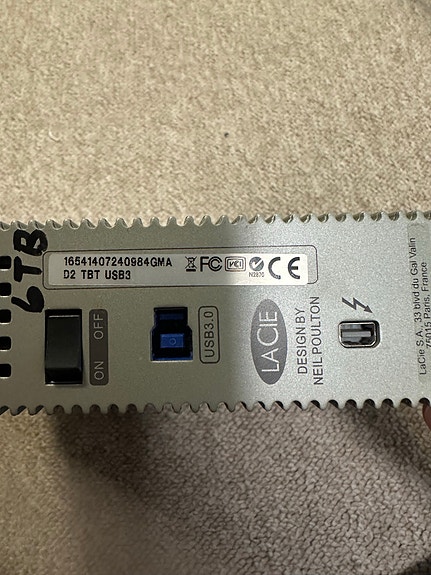 6TB
16541407240984GMA
D2 TBT USB3
FC
VCI
N2870
CE
OFF
ON
USB3.0
LACIE
DESIGN BY
NEIL POULTON
LaCie S.A, 33 blvd du Gal Valin
75015 Paris, France